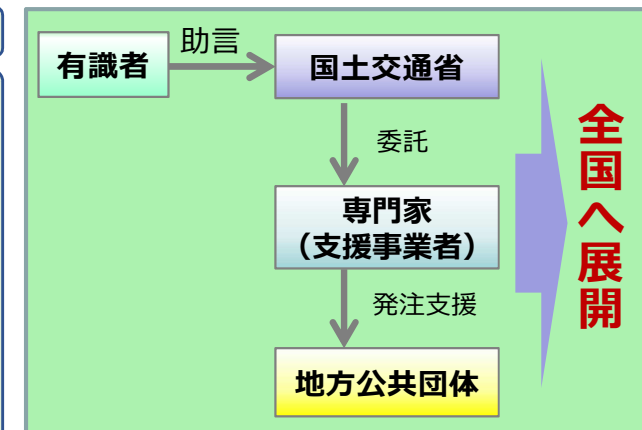 有識者
助言
国土交通省
委託
専門家
（支援事業者）
発注支援
地方公共団体
全国へ展開